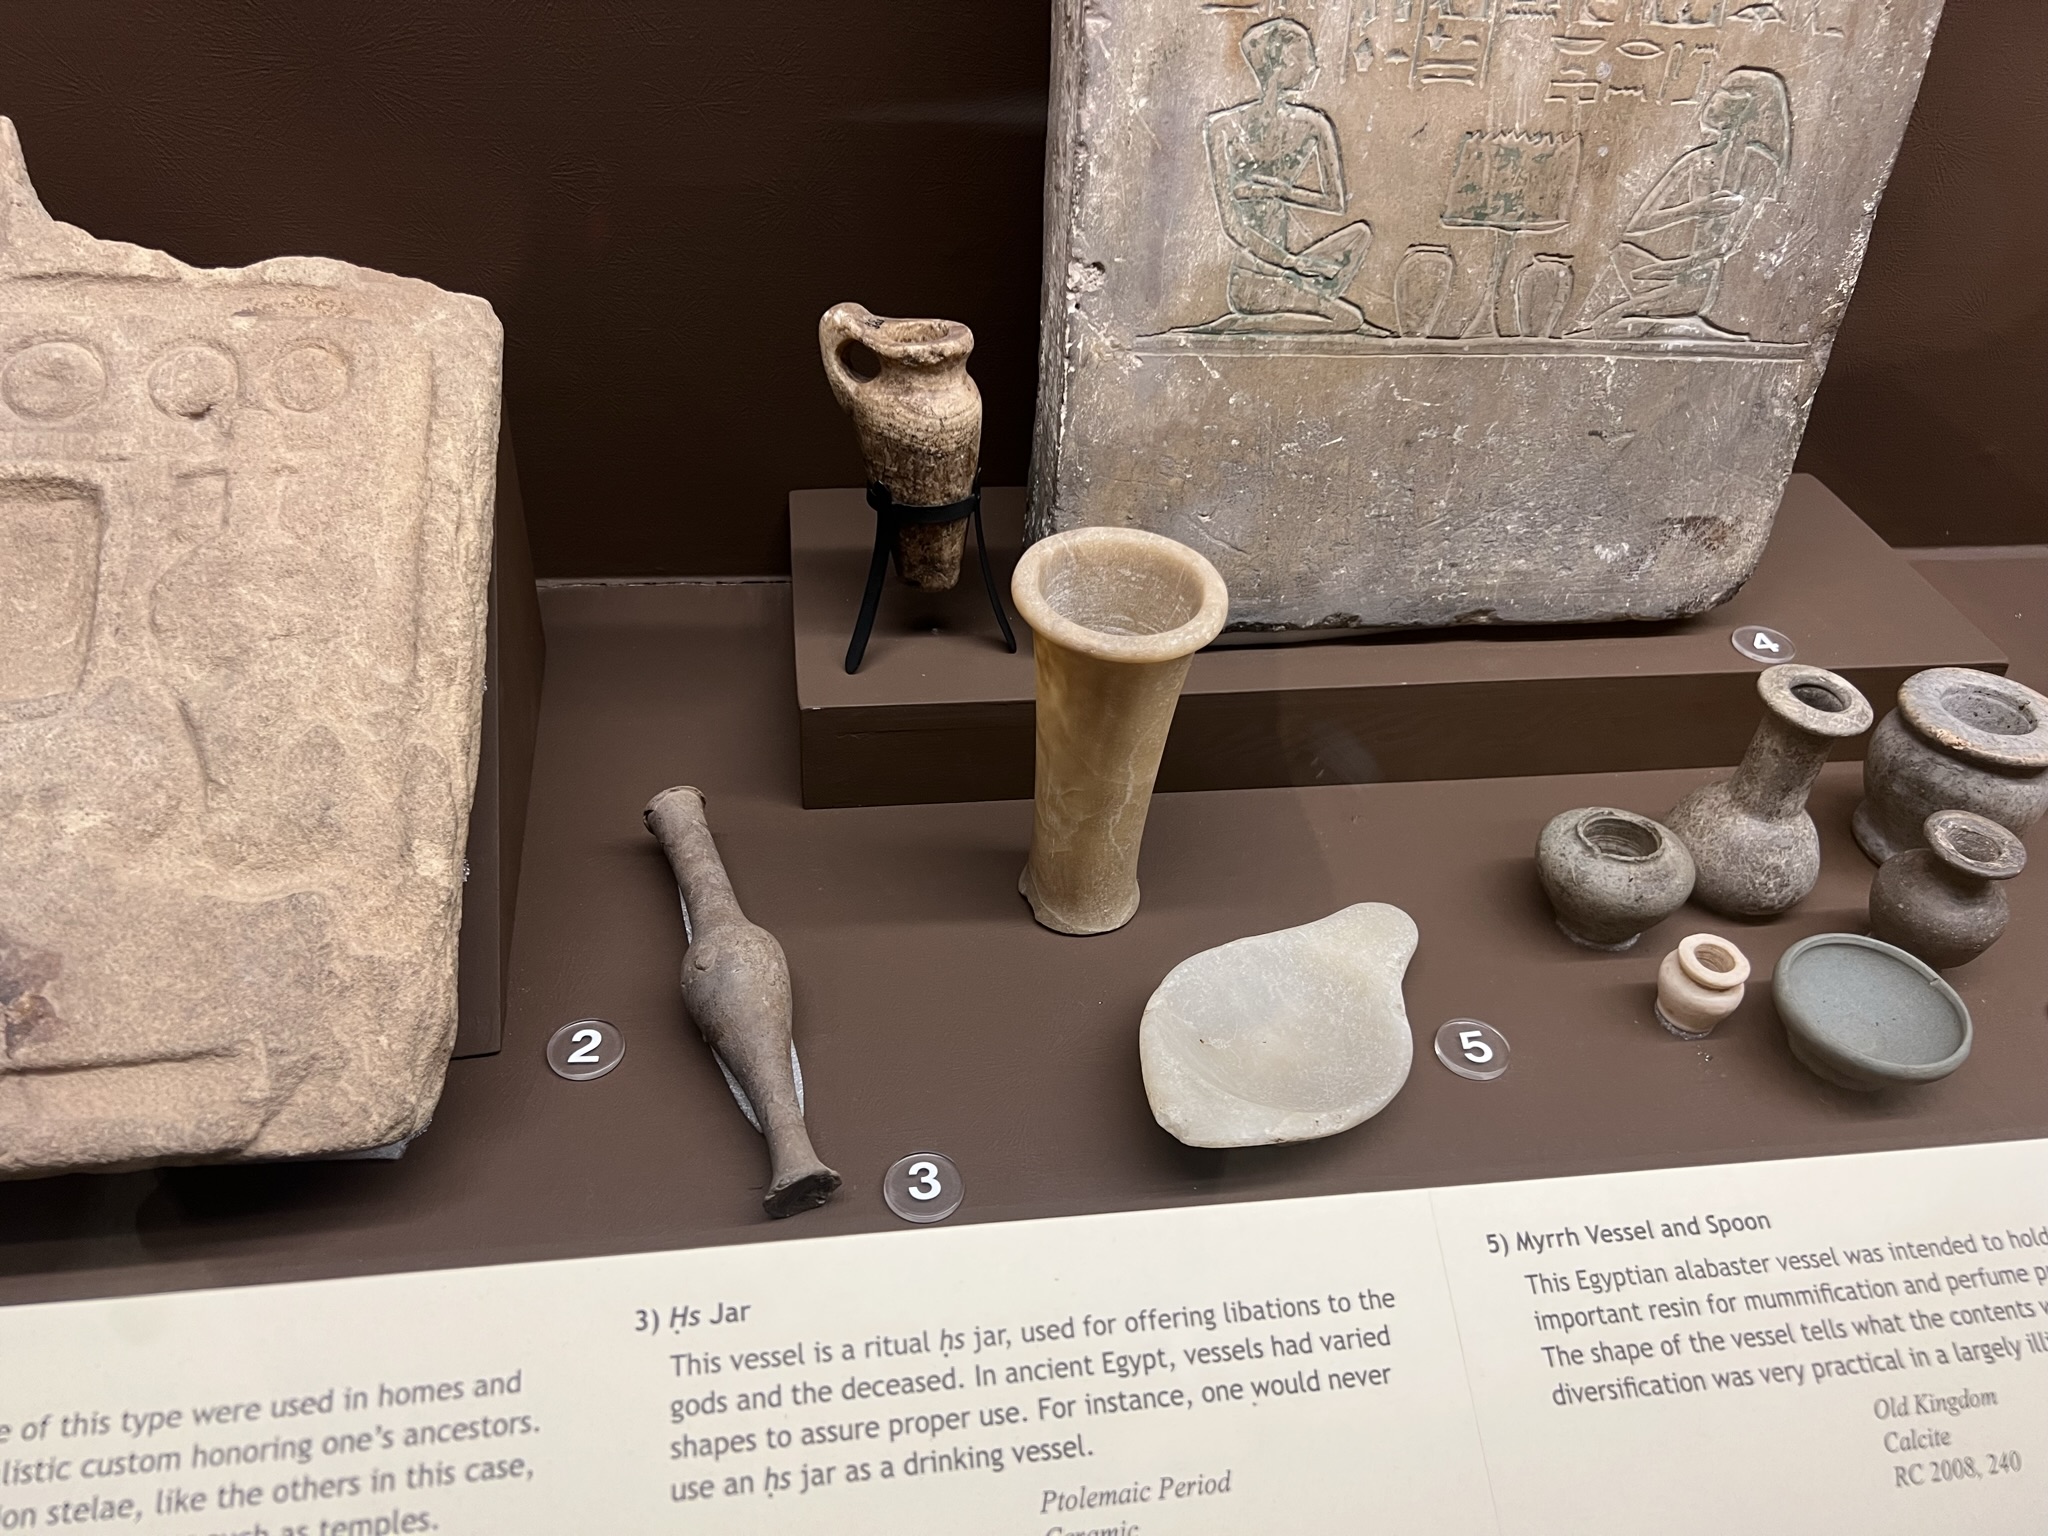 4
2
5
3
of this type were used in homes and
custom honoring one's ancestors.
stelae, like the others in this case,
as temples.
3) Ḥs Jar
This vessel is a ritual ḥs jar, used for offering libations to the
gods and the deceased. In ancient Egypt, vessels had varied
shapes to assure proper use. For instance, one would never
use an ḥs jar as a drinking vessel.
Ptolemaic Period
Ceramic
5) Myrrh Vessel and Spoon
This Egyptian alabaster vessel was intended to hold
important resin for mummification and perfume
The shape of the vessel tells what the contents
diversification was very practical in a largely
Old Kingdom
Calcite
RC 2008, 240